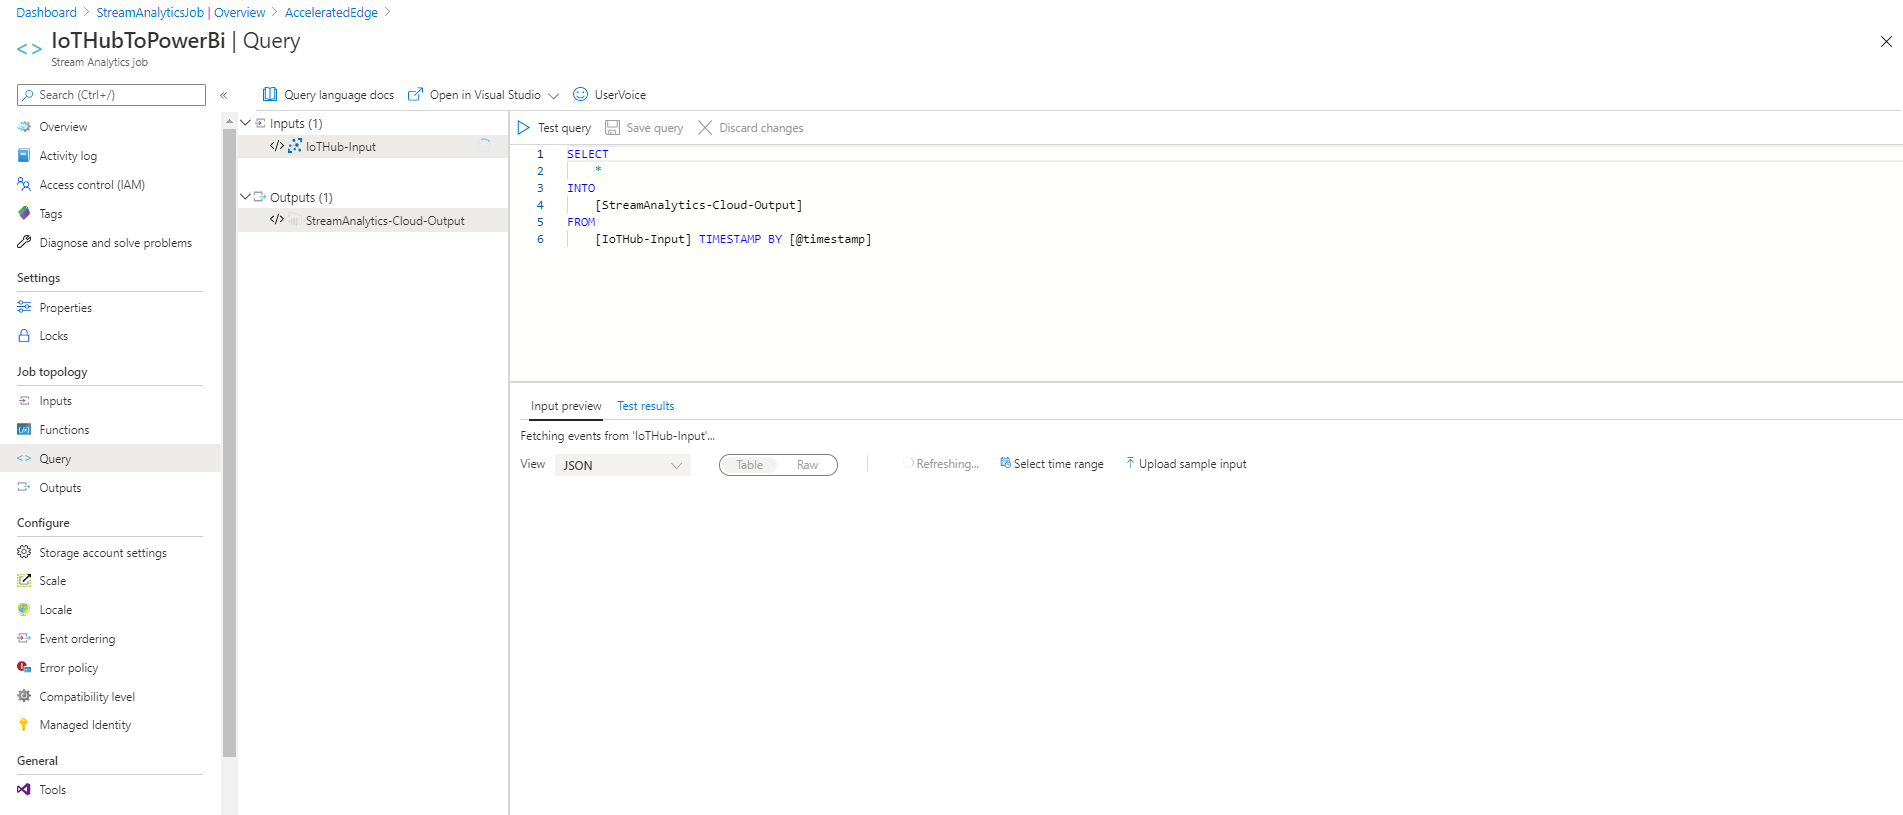 Dashboard > StreamAnalyticsJob | Overview > AcceleratedEdge >
<> IoTHubToPowerBi | Query
Stream Analytics job
Search (Ctrl+/)
«
Overview
Activity log
Access control (IAM)
Tags
Diagnose and solve problems
Settings
Properties
Locks
Job topology
Inputs
Functions
Query
Outputs
Configure
Storage account settings
Scale
Locale
Event ordering
Error policy
Compatibility level
Managed Identity
General
Tools
Query language docs Open in Visual Studio UserVoice
Inputs (1)
</> IoTHub-Input
Outputs (1)
</> StreamAnalytics-Cloud-Output
Test query Save query Discard changes
1 SELECT
2 *
3 INTO
4 [StreamAnalytics-Cloud-Output]
5 FROM
6 [IoTHub-Input] TIMESTAMP BY [@timestamp]
Input preview Test results
Fetching events from 'IoTHub-Input'...
View JSON Table Raw Refreshing... Select time range Upload sample input